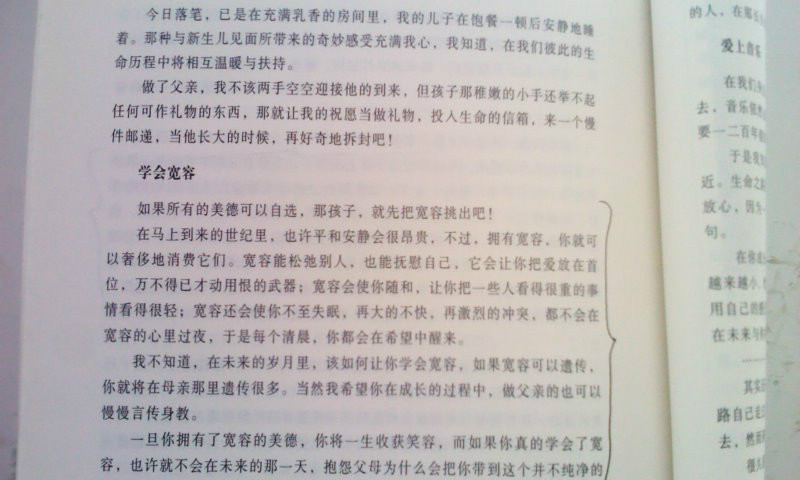 今日落笔，已是在充满乳香的房间里，我的儿子在饱餐一顿后安静地睡
着。那种与新生儿见面所带来的奇妙感受充满我心，我知道，在我们彼此的生
命历程中将相互温暖与扶持。
做了父亲，我不该两手空空迎接他的到来，但孩子那稚嫩的小手还举不起
任何可作礼物的东西，那就让我的祝愿当做礼物，投入生命的信箱，来一个慢
件邮递，当他长大的时候，再好奇地拆封吧！
学会宽容
如果所有的美德可以自选，那孩子，就先把宽容挑出吧！
在马上到来的世纪里，也许平和安静会很昂贵，不过，拥有宽容，你就可
以奢侈地消费它们。宽容能松弛别人，也能抚慰自己，它会让你把爱放在首
位，万不得已才动用恨的武器；宽容会使你随和，让你把一些人看得很重的事
情看得很轻；宽容还会使你不至失眠，再大的不快，再激烈的冲突，都不会在
宽容的心里过夜，于是每个清晨，你都会在希望中醒来。
我不知道，在未来的岁月里，该如何让你学会宽容，如果宽容可以遗传，
你就将在母亲那里遗传很多。当然我希望你在成长的过程中，做父亲的也可以
慢慢言传身教。
一旦你拥有了宽容的美德，你将一生收获笑容，而如果你真的学会了宽
容，也许就不会在未来的那一天，抱怨父母为什么会把你带到这个并不纯净的
的人，在那
爱上音乐
在我们
去，音乐
要一二百年
于是我
近。生命之
放心，因为
句。
在你
越来越小，
用自己的
在未来与
……
其实
路自己走
去，然而
很久